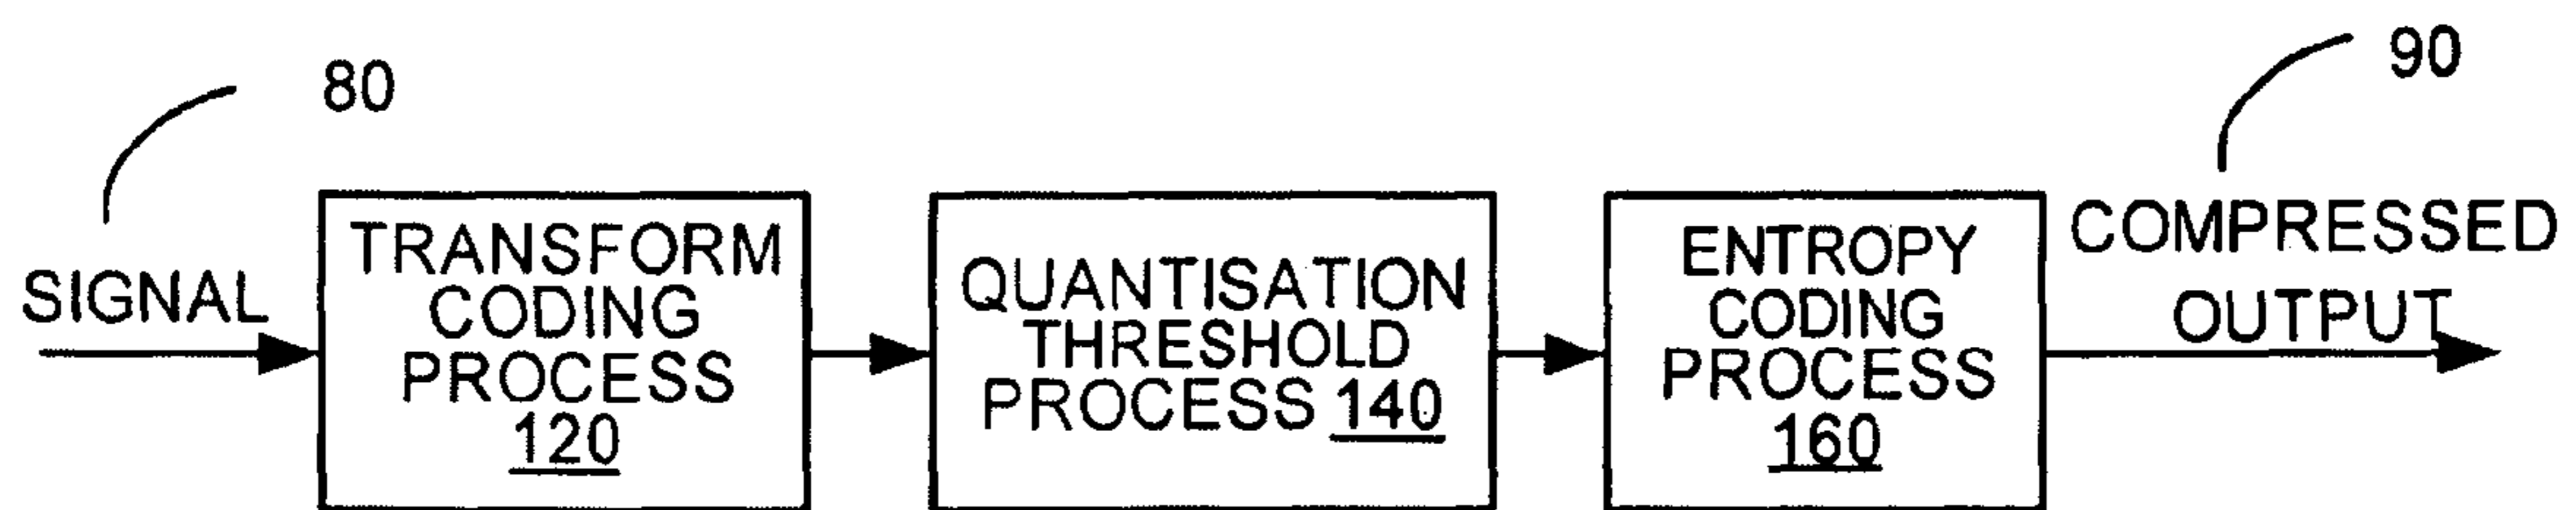 80
SIGNAL
TRANSFORM
CODING
PROCESS
120
QUANTISATION
THRESHOLD
PROCESS 140
ENTROPY
CODING
PROCESS
160
90
COMPRESSED
OUTPUT